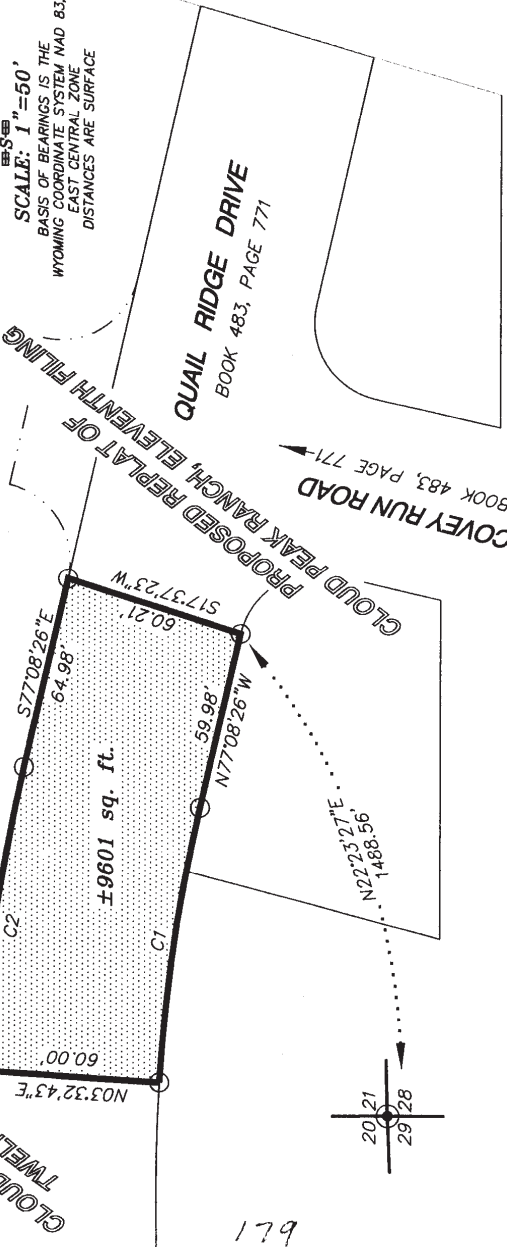 SCALE: 1"=50'
BASIS OF BEARINGS IS THE
WYOMING COORDINATE SYSTEM NAD 83,
EAST CENTRAL ZONE
DISTANCES ARE SURFACE
QUAIL RIDGE DRIVE
BOOK 483, PAGE 771
PROPOSED REPLAT OF
CLOUD PEAK RANCH, ELEVENTH FILING
COVEY RUN ROAD
BOOK 483, PAGE 771
S77°08'26"E
64.98'
S17°37'23"W
60.21'
59.98'
N77°08'26"W
±9601 sq. ft.
C2
C1
N22°23'27"E
1488.56'
60.00'
N03°32'43"E
20 21
29 28
CLOUD